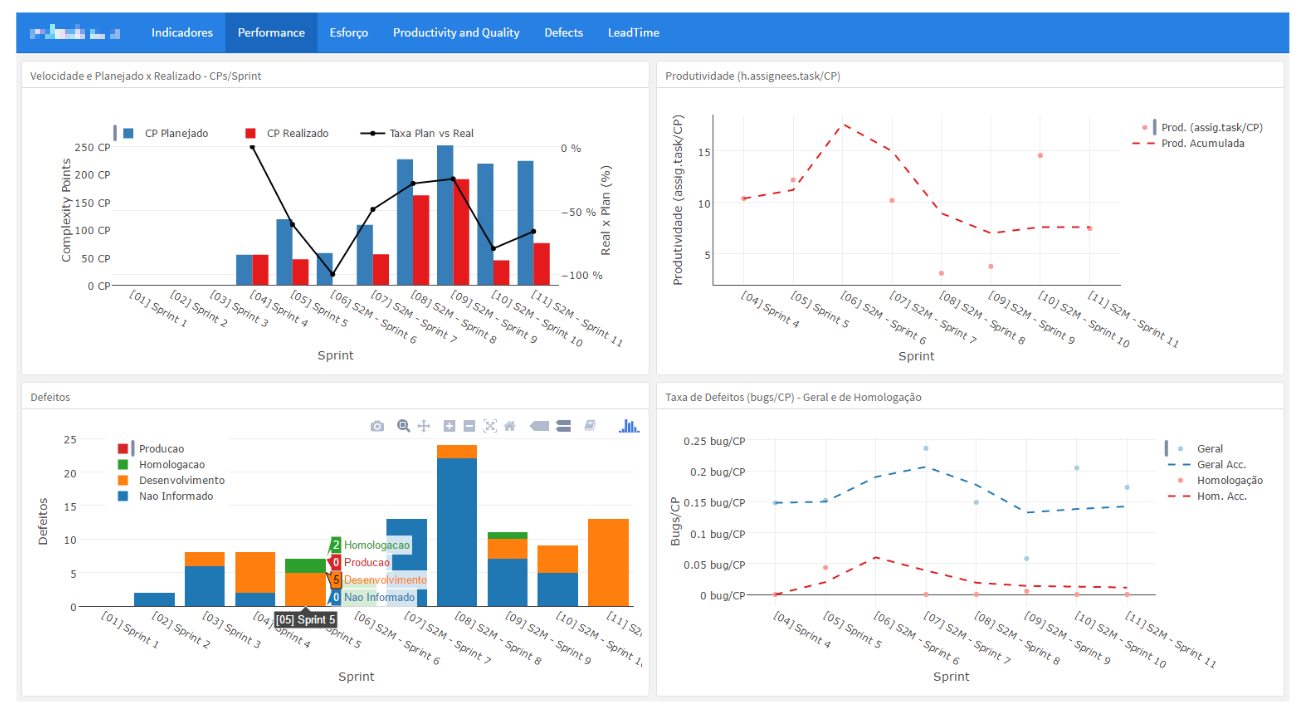 Indicadores Performance Esforço Productivity and Quality Defects LeadTime
Velocidade e Planejado x Realizado - CPs/Sprint
CP Planejado CP Realizado Taxa Plan vs Real
250 CP
200 CP
150 CP
100 CP
50 CP
0 CP
Complexity Points
0 %
−50 %
−100 %
Real x Plan (%)
[01] Sprint 1
[02] Sprint 2
[03] Sprint 3
[04] Sprint 4
[05] Sprint 5
[06] S2M - Sprint 6
[07] S2M - Sprint 7
[08] S2M - Sprint 8
[09] S2M - Sprint 9
[10] S2M - Sprint 10
[11] S2M - Sprint 11
Sprint
Produtividade (h.assignees.task/CP)
Prod. (assig.task/CP)
Prod. Acumulada
15
10
5
Produtividade (assig.task/CP)
[04] Sprint 4
[05] Sprint 5
[06] S2M - Sprint 6
[07] S2M - Sprint 7
[08] S2M - Sprint 8
[09] S2M - Sprint 9
[10] S2M - Sprint 10
[11] S2M - Sprint 11
Sprint
Defeitos
Producao
Homologacao
Desenvolvimento
Nao Informado
25
20
15
10
5
0
Defeitos
2 Homologacao
0 Producao
5 Desenvolvimento
0 Nao Informado
[05] Sprint 5
[01] Sprint 1
[02] Sprint 2
[03] Sprint 3
[04] Sprint 4
Sprint 5
[06] S2M - Sprint 6
[07] S2M - Sprint 7
[08] S2M - Sprint 8
[09] S2M - Sprint 9
[10] S2M - Sprint 10
[11] S2M - Sprint 1
Sprint
Taxa de Defeitos (bugs/CP) - Geral e de Homologação
Geral
Geral Acc.
Homologação
Hom. Acc.
0.25 bug/CP
0.2 bug/CP
0.15 bug/CP
0.1 bug/CP
0.05 bug/CP
0 bug/CP
Bugs/CP
[04] Sprint 4
[05] Sprint 5
[06] S2M - Sprint 6
[07] S2M - Sprint 7
[08] S2M - Sprint 8
[09] S2M - Sprint 9
[10] S2M - Sprint 10
[11] S2M - Sprint 11
Sprint